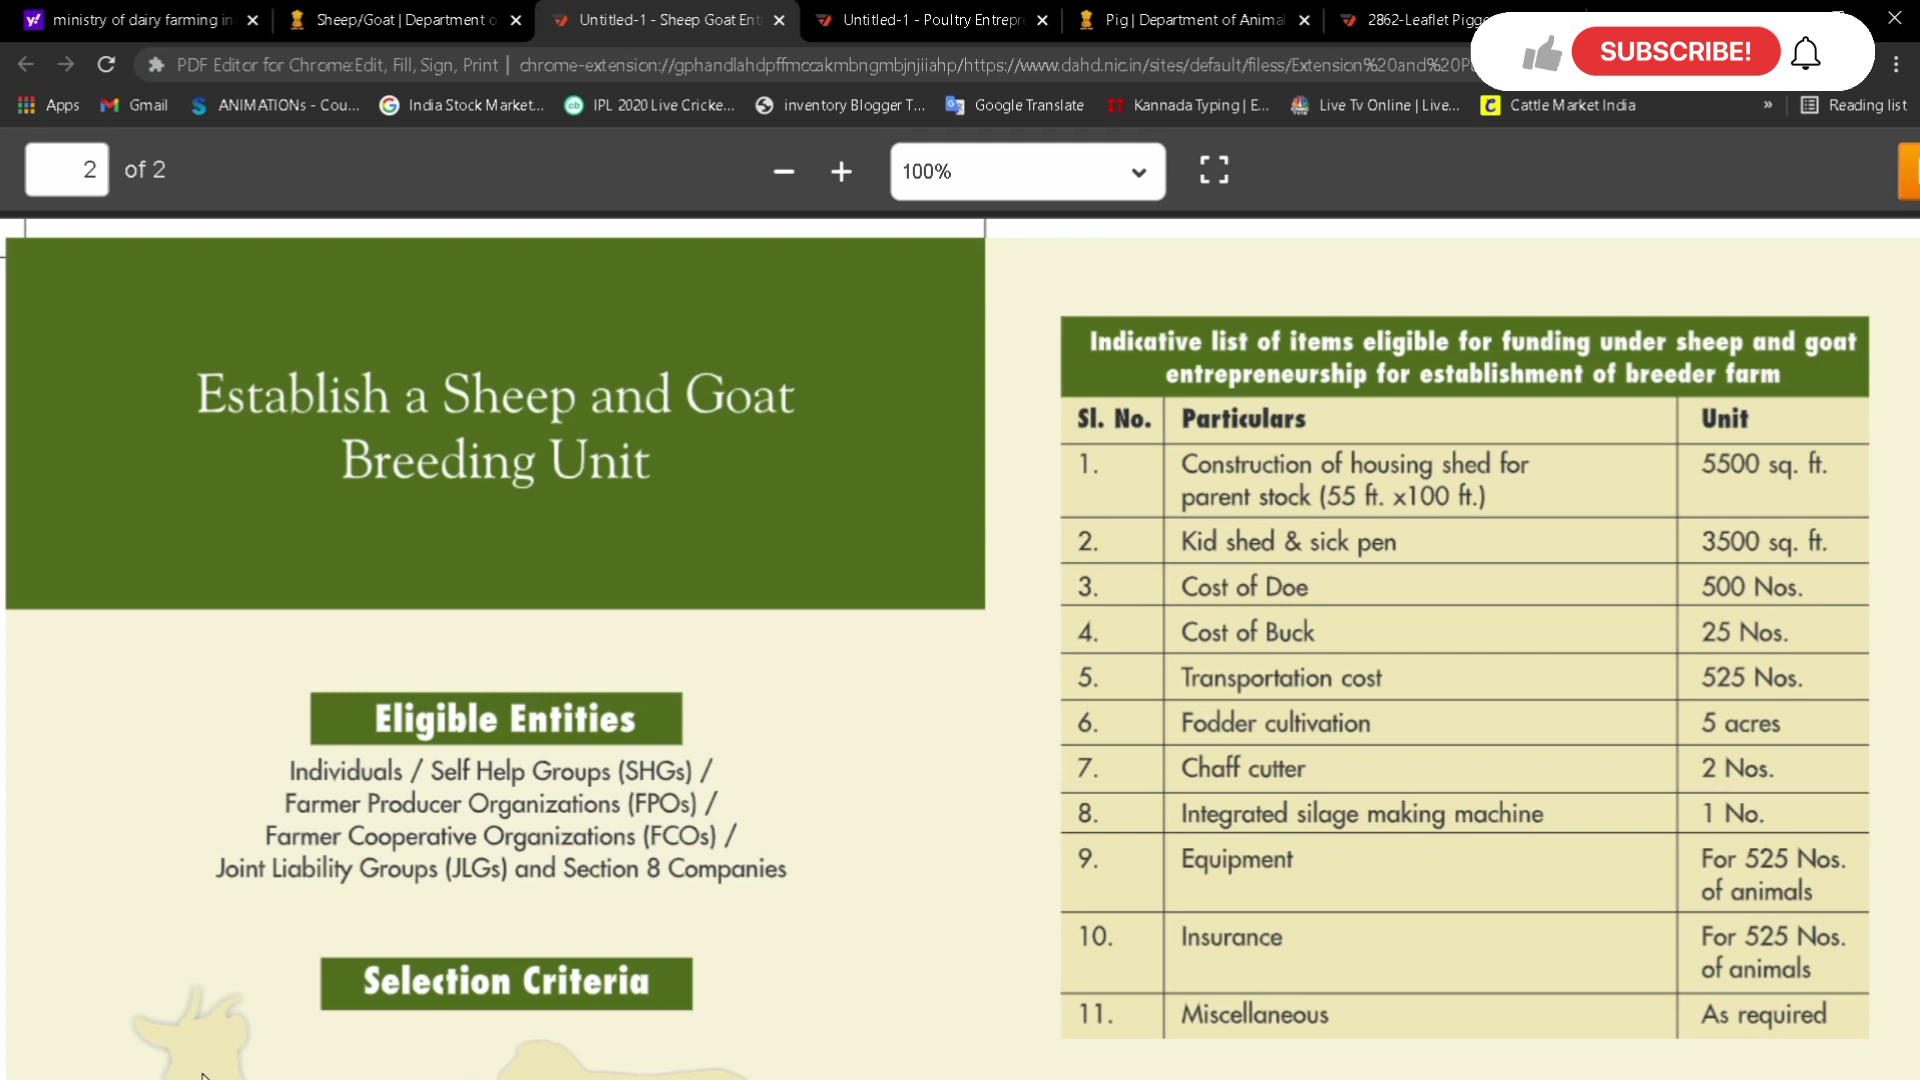 ministry of dairy farming in
Sheep/Goat | Department o
Untitled-1 - Sheep Goat Ent
Untitled-1 - Poultry Entrepre
Pig | Department of Animal
2862-Leaflet Pigge
SUBSCRIBE!
PDF Editor for Chrome:Edit, Fill, Sign, Print | chrome-extension://gphandlahdpffmccakmbngmbjnjiiahp/https://www.dahd.nic.in/sites/default/filess/Extension%20and%20P
Apps
Gmail
ANIMATIONs - Cou...
India Stock Market...
IPL 2020 Live Cricke...
inventory Blogger T...
Google Translate
Kannada Typing | E...
Live Tv Online | Live...
Cattle Market India
»
Reading list
2 of 2
100%
Establish a Sheep and Goat
Breeding Unit
Eligible Entities
Individuals / Self Help Groups (SHGs) /
Farmer Producer Organizations (FPOs) /
Farmer Cooperative Organizations (FCOs) /
Joint Liability Groups (JLGs) and Section 8 Companies
Selection Criteria
Indicative list of items eligible for funding under sheep and goat
entrepreneurship for establishment of breeder farm
Sl. No. Particulars Unit
1. Construction of housing shed for 5500 sq. ft.
parent stock (55 ft. x100 ft.)
2. Kid shed & sick pen 3500 sq. ft.
3. Cost of Doe 500 Nos.
4. Cost of Buck 25 Nos.
5. Transportation cost 525 Nos.
6. Fodder cultivation 5 acres
7. Chaff cutter 2 Nos.
8. Integrated silage making machine 1 No.
9. Equipment For 525 Nos.
of animals
10. Insurance For 525 Nos.
of animals
11. Miscellaneous As required